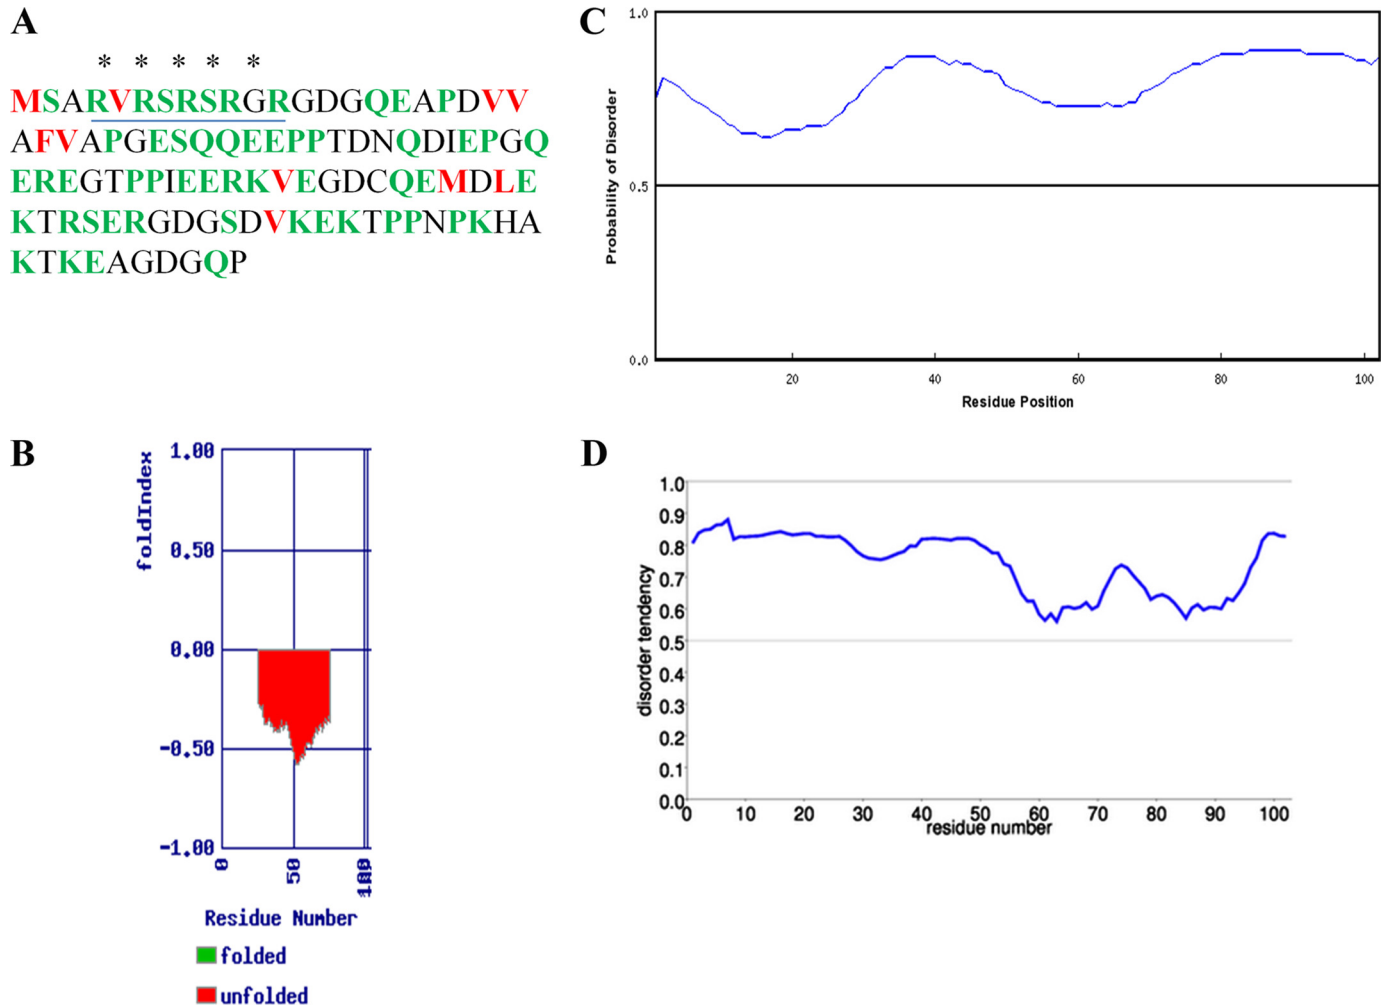 A
* * * * *
MSARVRSRSRGRGDGQEAPDVV
AFVAPGESQQEEPPTDNQDIEPGQ
EREGTPPIEERKVEGDCQEMDLE
KTRSERGDGSDVKEKTPPNPKHA
KTKEAGDGQP
B
foldIndex
1.00
0.50
0.00
-0.50
-1.00
0 50
Residue Number
folded
unfolded
C
Probability of Disorder
1.0
0.5
0.0
20 40 60 80 100
Residue Position
D
disorder tendency
1.0
0.9
0.8
0.7
0.6
0.5
0.4
0.3
0.2
0.1
0.0
0 10 20 30 40 50 60 70 80 90 100
residue number